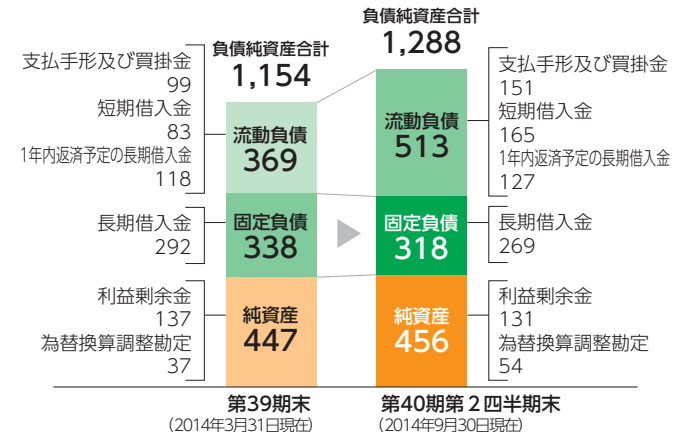 負債純資産合計
1,154
支払手形及び買掛金
99
短期借入金
83
1年内返済予定の長期借入金
118
流動負債
369
長期借入金
292
固定負債
338
利益剰余金
137
為替換算調整勘定
37
純資産
447
第39期末
(2014年3月31日現在)
負債純資産合計
1,288
流動負債
513
支払手形及び買掛金
151
短期借入金
165
1年内返済予定の長期借入金
127
固定負債
318
長期借入金
269
純資産
456
利益剰余金
131
為替換算調整勘定
54
第40期第2四半期末
(2014年9月30日現在)